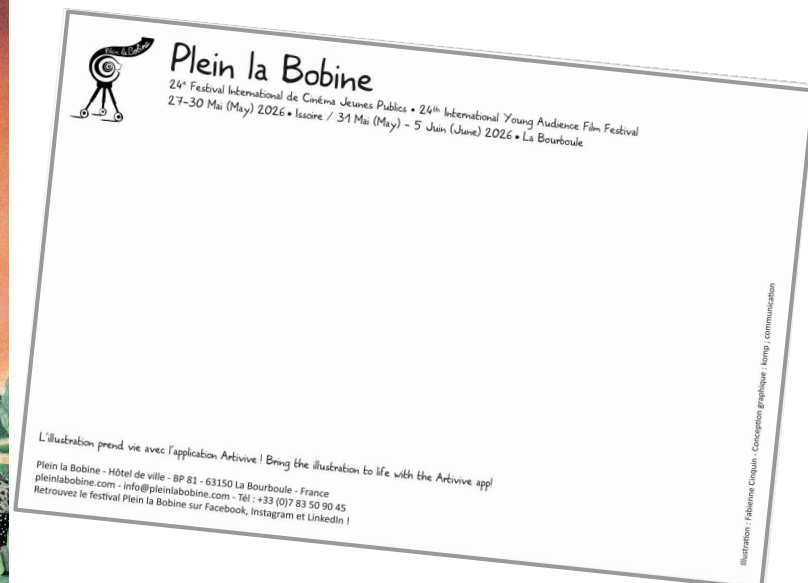 Plein la Bobine
Plein la Bobine
24e Festival International de Cinéma Jeunes Publics • 24th International Young Audience Film Festival
27-30 Mai (May) 2026 • Issoire / 31 Mai (May) - 5 Juin (June) 2026 • La Bourboule
L'illustration prend vie avec l'application Artivive ! Bring the illustration to life with the Artivive app!
Plein la Bobine - Hôtel de ville - BP 81 - 63150 La Bourboule - France
pleinlabobine.com - info@pleinlabobine.com - Tél : +33 (0)7 83 50 90 45
Retrouvez le festival Plein la Bobine sur Facebook, Instagram et LinkedIn !
Illustration : Fabienne Cinquin - Conception graphique : komp ; communication